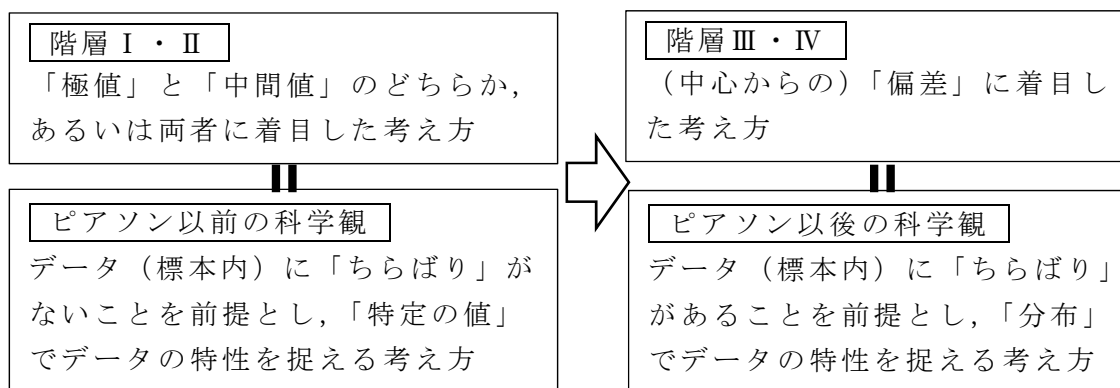 階層Ⅰ・Ⅱ
「極値」と「中間値」のどちらか,
あるいは両者に着目した考え方
ピアソン以前の科学観
データ（標本内）に「ちらばり」が
ないことを前提とし,「特定の値」
でデータの特性を捉える考え方
階層Ⅲ・Ⅳ
（中心からの）「偏差」に着目し
た考え方
ピアソン以後の科学観
データ（標本内）に「ちらばり」
があることを前提とし,「分布」
でデータの特性を捉える考え方